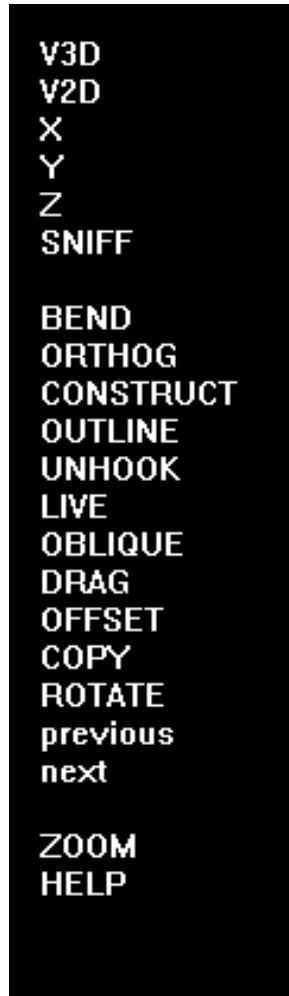 V3D
V2D
X
Y
Z
SNIFF
BEND
ORTHOG
CONSTRUCT
OUTLINE
UNHOOK
LIVE
OBLIQUE
DRAG
OFFSET
COPY
ROTATE
previous
next
ZOOM
HELP